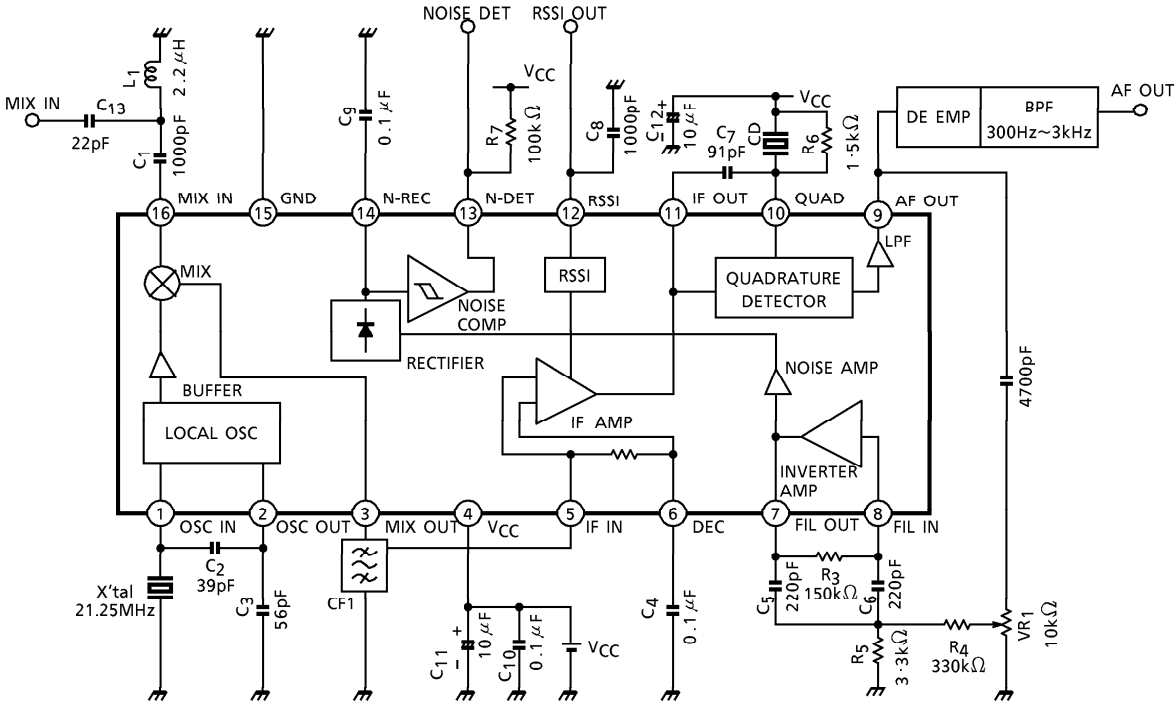 NOISE DET
RSSI OUT
MIX IN
C13
22pF
L1
2.2μH
C1
1000pF
C9
0.1μF
VCC
R7
100kΩ
C8
1000pF
C12
+
−
10μF
VCC
C7
91pF
CD
R6
1·5kΩ
DE EMP
BPF
300Hz~3kHz
AF OUT
16
MIX IN
15
GND
14
N-REC
13
N-DET
12
RSSI
11
IF OUT
10
QUAD
9
AF OUT
MIX
BUFFER
LOCAL OSC
NOISE
COMP
RECTIFIER
RSSI
IF AMP
QUADRATURE
DETECTOR
LPF
NOISE AMP
INVERTER
AMP
4700pF
1
OSC IN
2
OSC OUT
3
MIX OUT
4
VCC
5
IF IN
6
DEC
7
FIL OUT
8
FIL IN
X'tal
21.25MHz
C2
39pF
C3
56pF
CF1
C11
+
−
10μF
C10
0.1μF
VCC
C4
0.1μF
C5
220pF
R3
150kΩ
C6
220pF
R5
3·3kΩ
R4
330kΩ
VR1
10kΩ